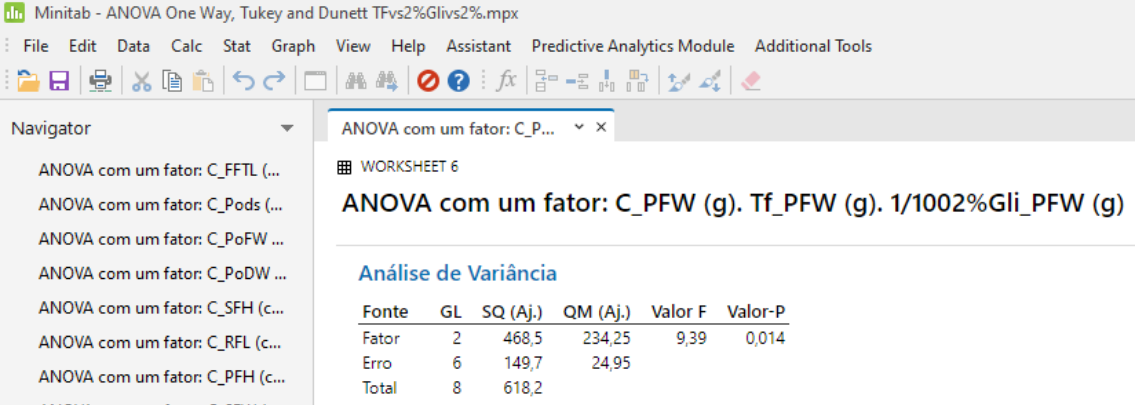 Minitab - ANOVA One Way, Tukey and Dunett TFvs2%Glivs2%.mpx
File Edit Data Calc Stat Graph View Help Assistant Predictive Analytics Module Additional Tools
fx
Navigator
ANOVA com um fator: C_P...
ANOVA com um fator: C_FFTL (...
ANOVA com um fator: C_Pods (...
ANOVA com um fator: C_PoFW ...
ANOVA com um fator: C_PoDW ...
ANOVA com um fator: C_SFH (c...
ANOVA com um fator: C_RFL (c...
ANOVA com um fator: C_PFH (c...
WORKSHEET 6
ANOVA com um fator: C_PFW (g). Tf_PFW (g). 1/1002%Gli_PFW (g)
Análise de Variância
Fonte GL SQ (Aj.) QM (Aj.) Valor F Valor-P
Fator 2 468,5 234,25 9,39 0,014
Erro 6 149,7 24,95
Total 8 618,2